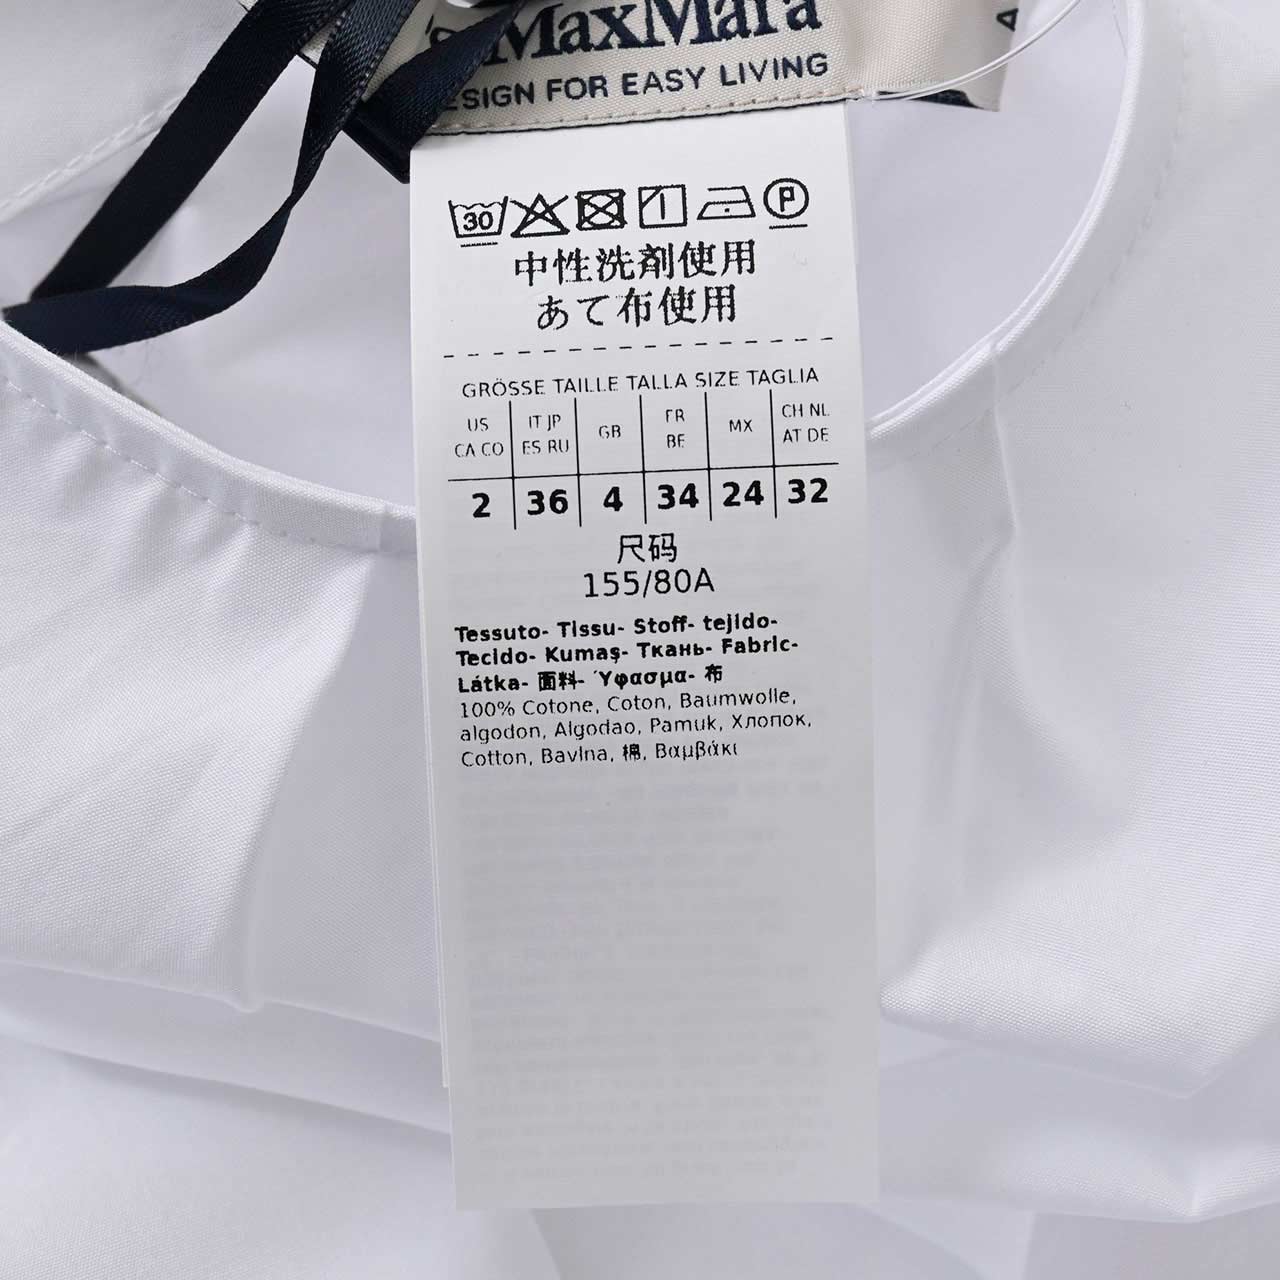 MaxMara
DESIGN FOR EASY LIVING
30 P
中性洗剤使用
あて布使用
GRÖSSE TAILLE TALLA SIZE TAGLIA
US IT JP GB FR MX CH NL
CA CO ES RU BE AT DE
2 36 4 34 24 32
尺码
155/80A
Tessuto- Tissu- Stoff- tejido-
Tecido- Kumaş- Ткань- Fabric-
Látka- 面料- Ύφασμα- 布
100% Cotone, Coton, Baumwolle,
algodon, Algodao, Pamuk, Хлопок,
Cotton, Bavlna, 棉, Βαμβάκι